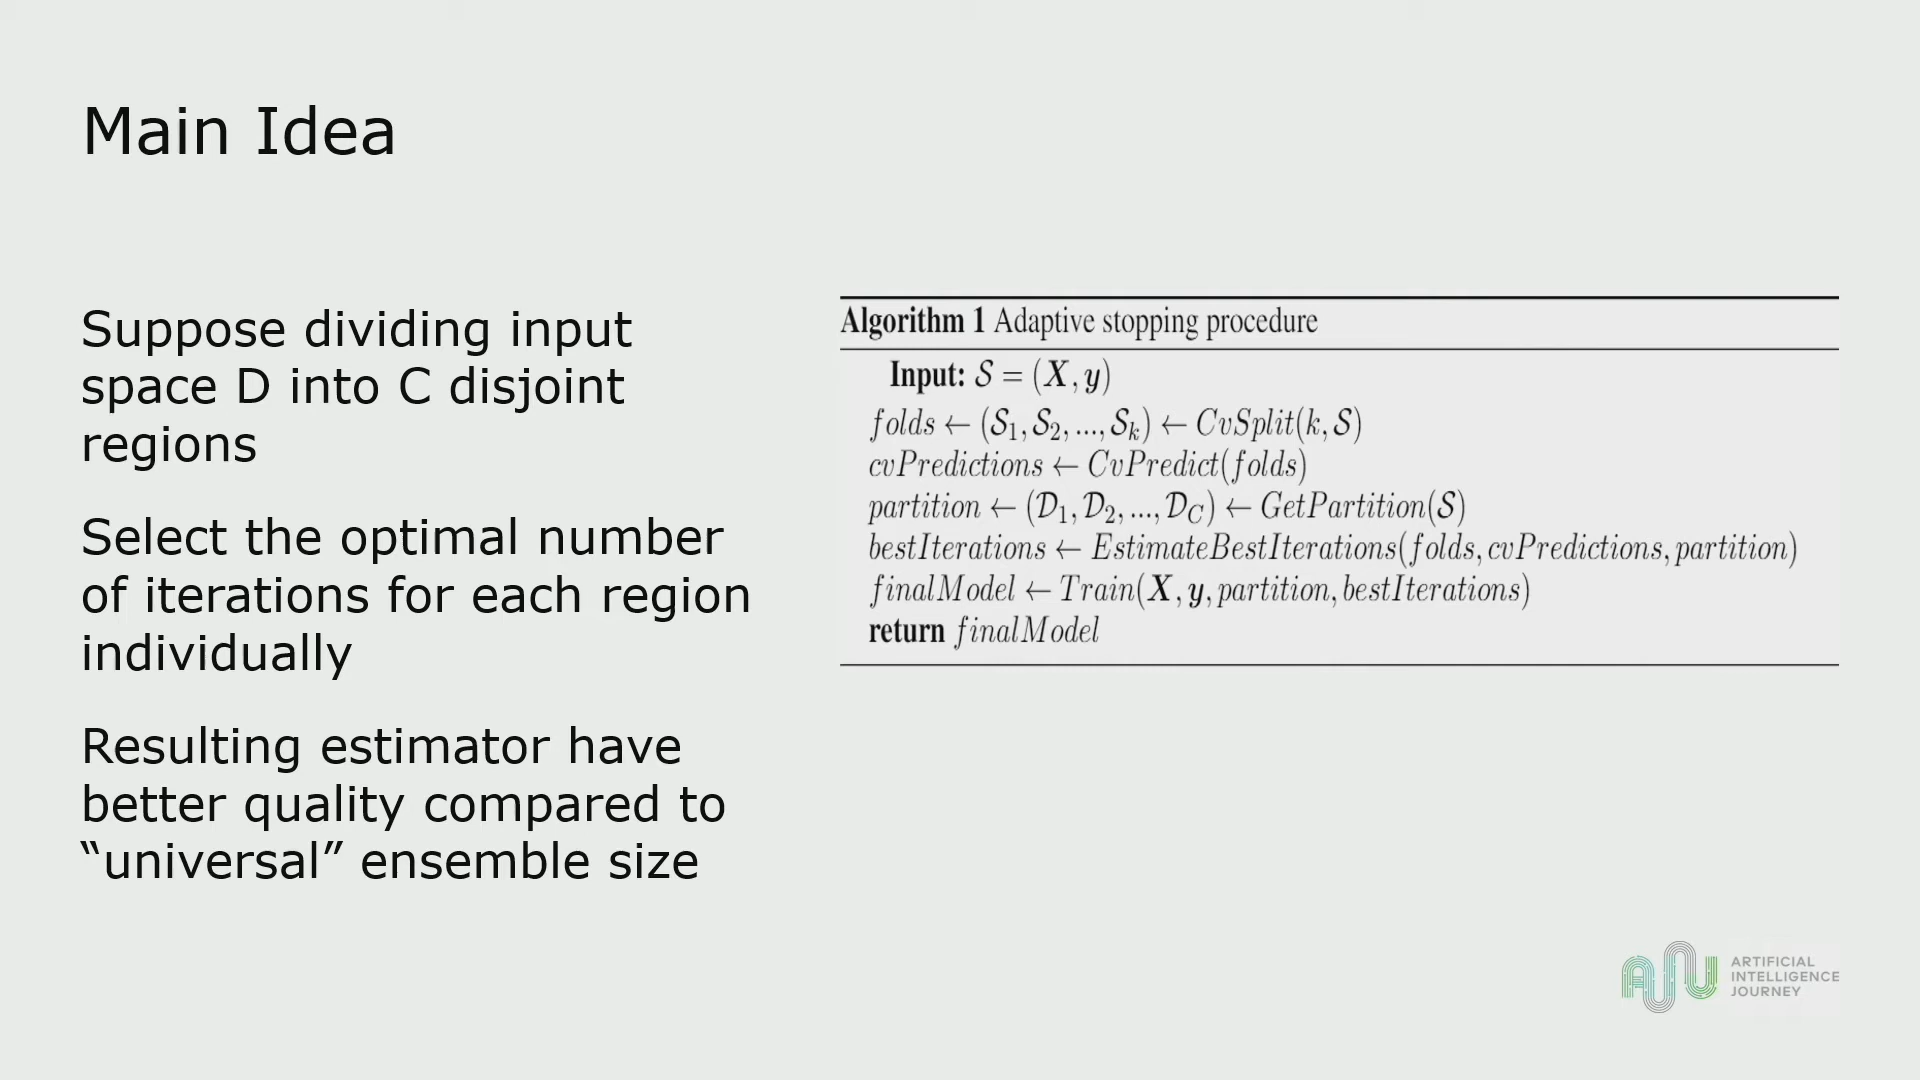 Main Idea
Suppose dividing input
space D into C disjoint
regions
Select the optimal number
of iterations for each region
individually
Resulting estimator have
better quality compared to
“universal” ensemble size
Algorithm 1 Adaptive stopping procedure
Input: 𝒮 = (X, y)
folds ← (𝒮₁, 𝒮₂, ..., 𝒮ₖ) ← CvSplit(k, 𝒮)
cvPredictions ← CvPredict(folds)
partition ← (𝒟₁, 𝒟₂, ..., 𝒟_C) ← GetPartition(𝒮)
bestIterations ← EstimateBestIterations(folds, cvPredictions, partition)
finalModel ← Train(X, y, partition, bestIterations)
return finalModel
ARTIFICIAL
INTELLIGENCE
JOURNEY